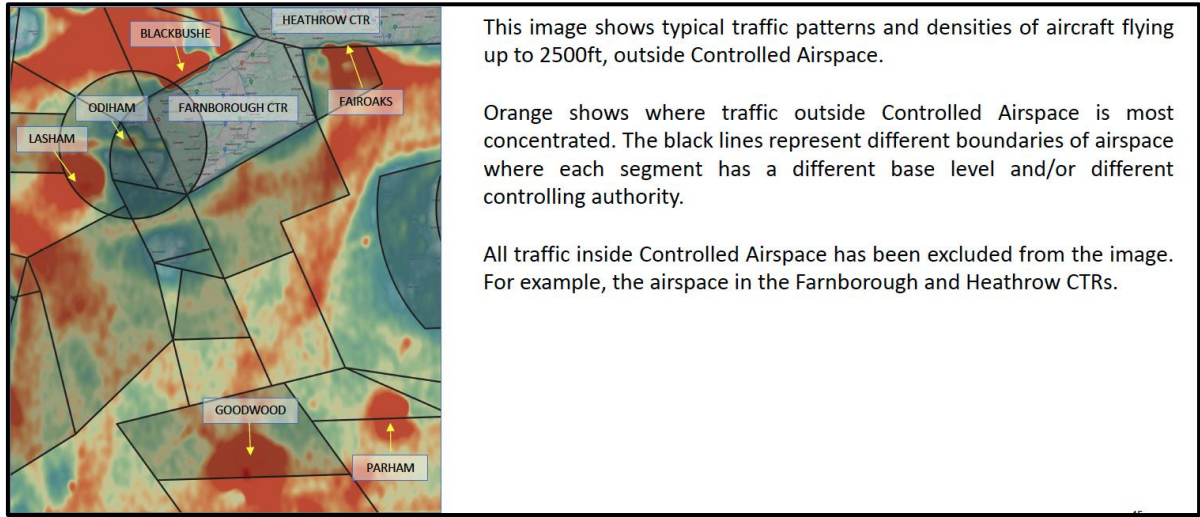 HEATHROW CTR
BLACKBUSHE
ODIHAM
FARNBOROUGH CTR
FAIROAKS
LASHAM
GOODWOOD
PARHAM
This image shows typical traffic patterns and densities of aircraft flying
up to 2500ft, outside Controlled Airspace.
Orange shows where traffic outside Controlled Airspace is most
concentrated. The black lines represent different boundaries of airspace
where each segment has a different base level and/or different
controlling authority.
All traffic inside Controlled Airspace has been excluded from the image.
For example, the airspace in the Farnborough and Heathrow CTRs.